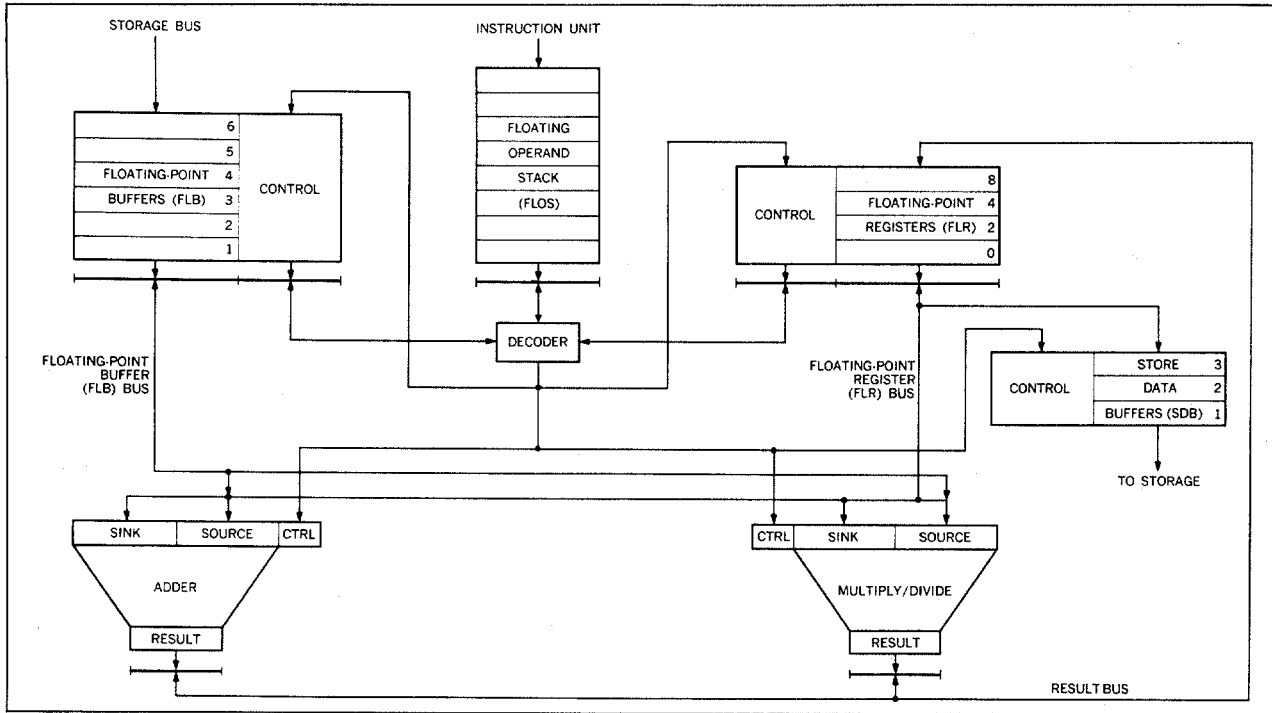 STORAGE BUS
INSTRUCTION UNIT
6
5
FLOATING-POINT 4
BUFFERS (FLB) 3
2
1
CONTROL
FLOATING
OPERAND
STACK
(FLOS)
CONTROL
8
FLOATING-POINT 4
REGISTERS (FLR) 2
0
DECODER
FLOATING-POINT
BUFFER
(FLB) BUS
FLOATING-POINT
REGISTER
(FLR) BUS
CONTROL
STORE 3
DATA 2
BUFFERS (SDB) 1
TO STORAGE
SINK SOURCE CTRL
ADDER
RESULT
CTRL SINK SOURCE
MULTIPLY/DIVIDE
RESULT
RESULT BUS